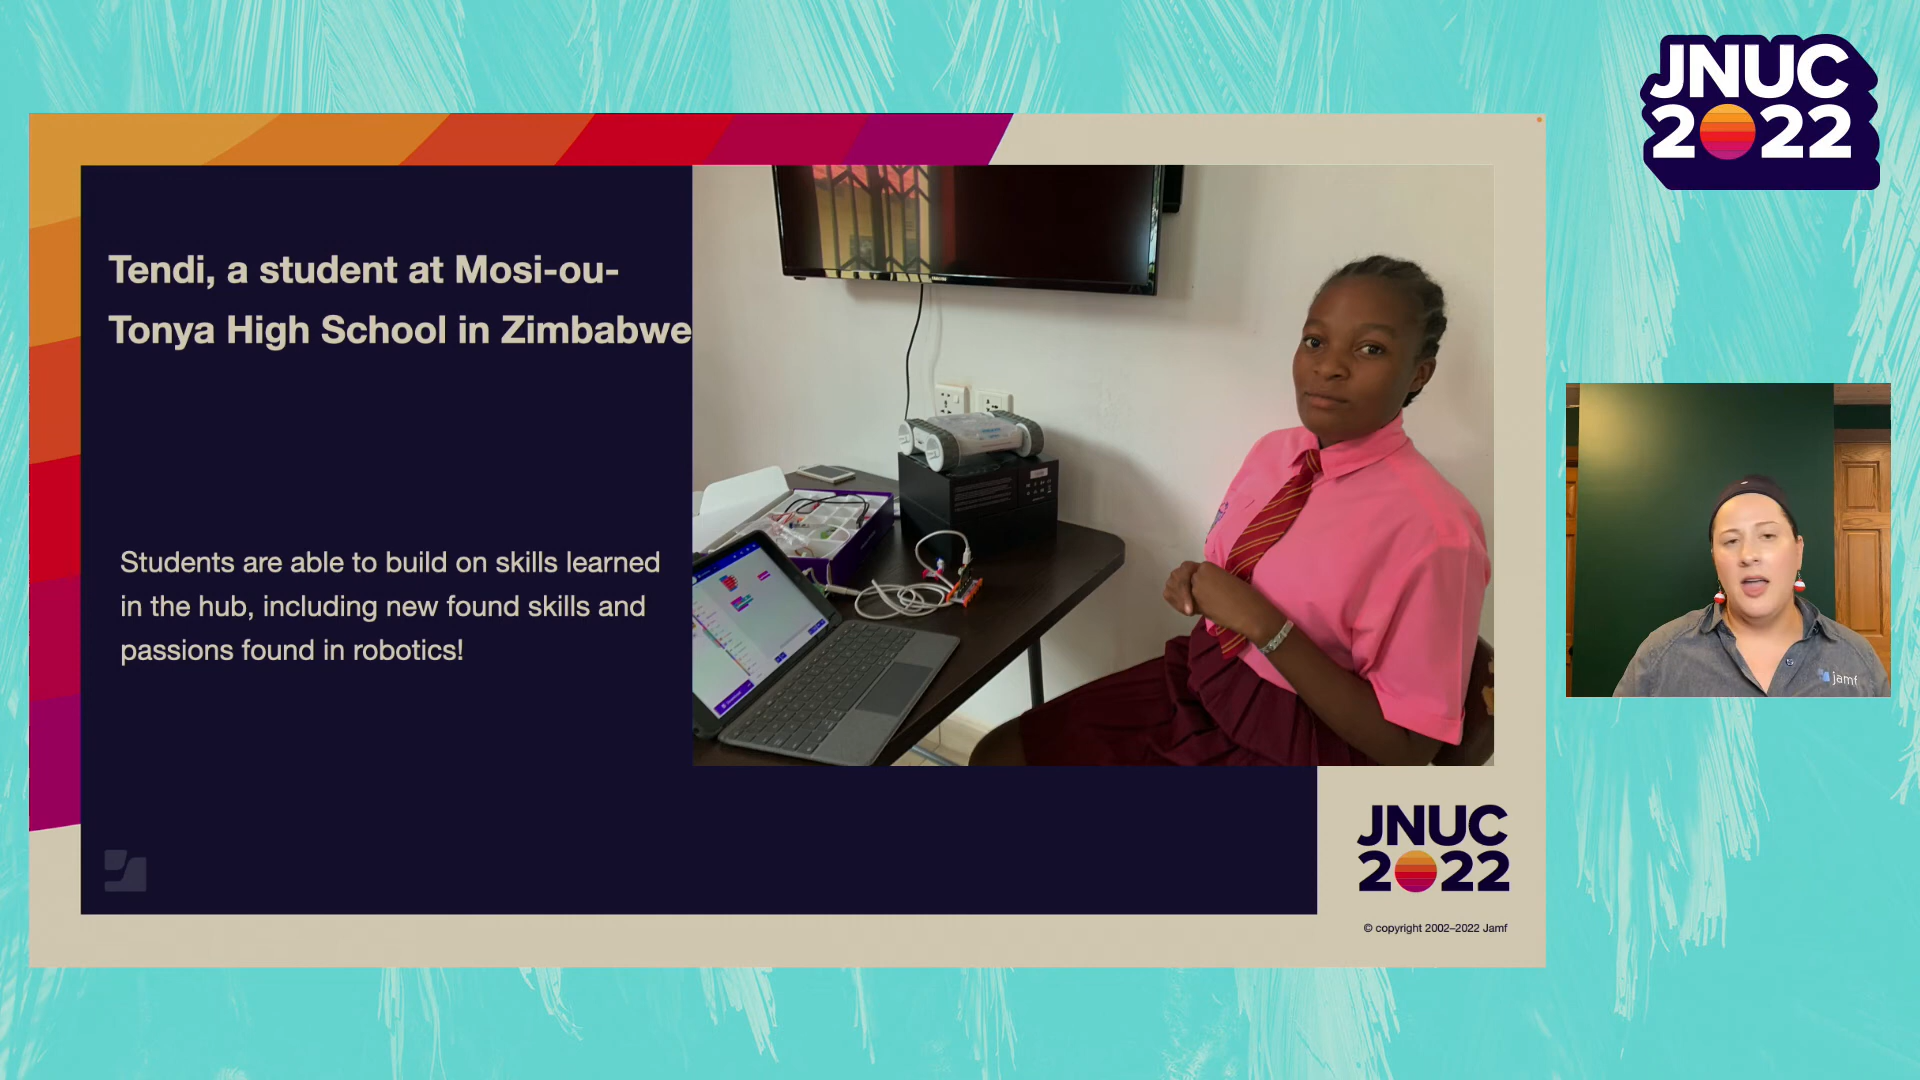 JNUC
2022
Tendi, a student at Mosi-ou-
Tonya High School in Zimbabwe
Students are able to build on skills learned
in the hub, including new found skills and
passions found in robotics!
jamf
JNUC
2022
© copyright 2002–2022 Jamf